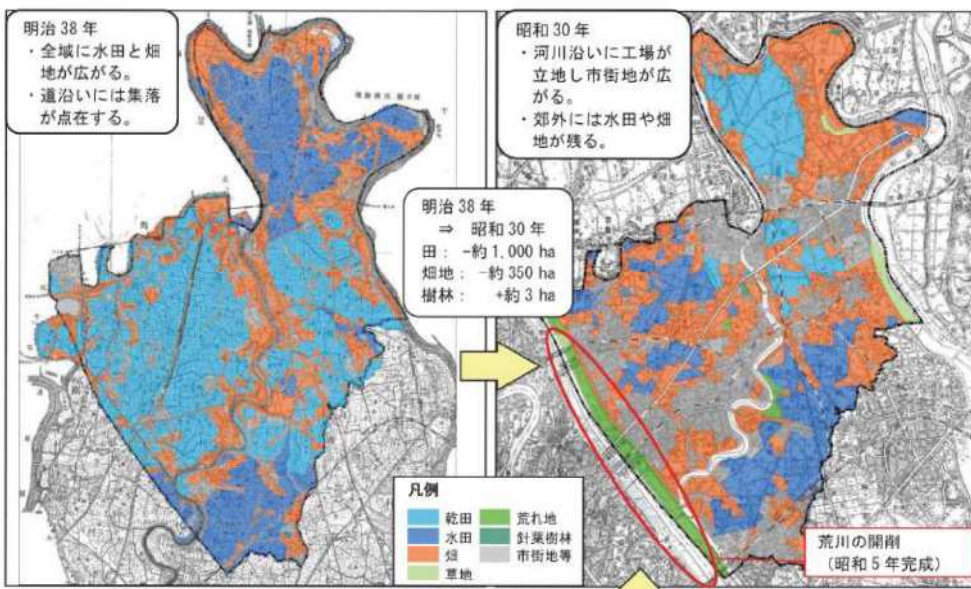 明治 38 年
・全域に水田と畑
地が広がる。
・道沿いには集落
が点在する。
昭和 30 年
・河川沿いに工場が
立地し市街地が広
がる。
・郊外には水田や畑
地が残る。
明治 38 年
⇒ 昭和 30 年
田： -約 1,000 ha
畑地： -約 350 ha
樹林： +約 3 ha
凡例
乾田
水田
畑
草地
荒れ地
針葉樹林
市街地等
荒川の開削
（昭和 5 年完成）